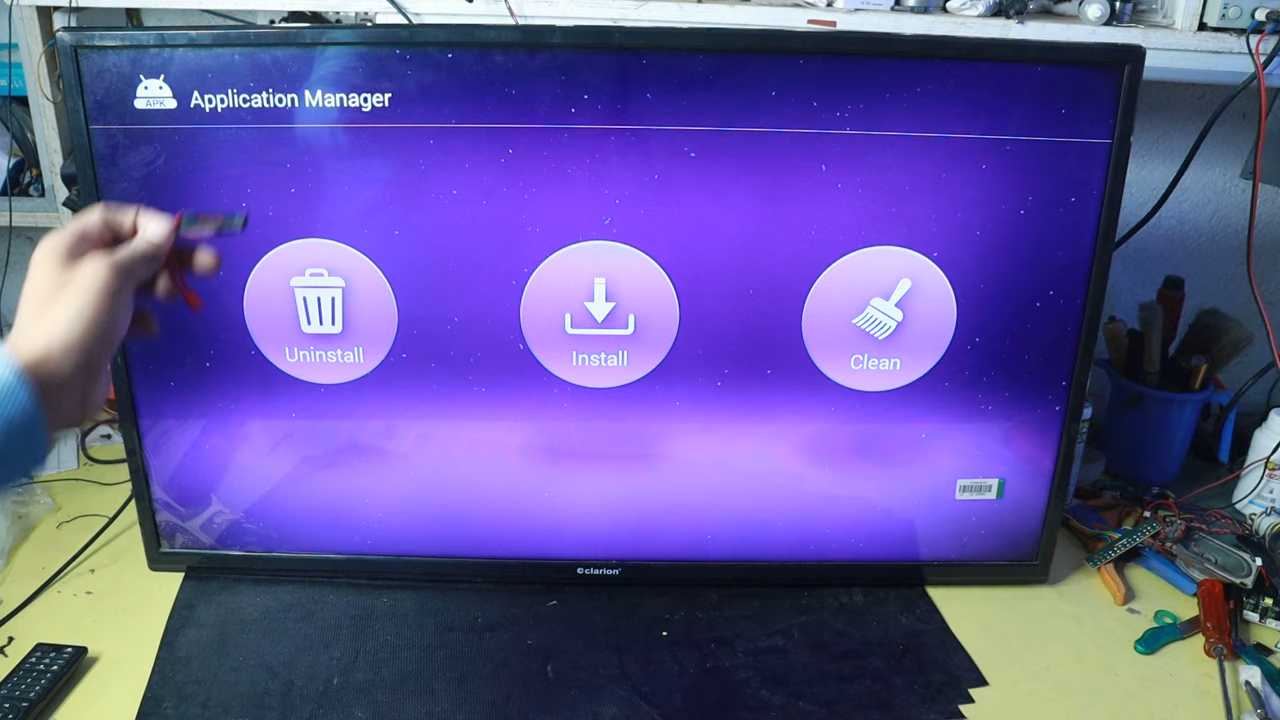 APK
Application Manager
Uninstall
Install
Clean
clarion